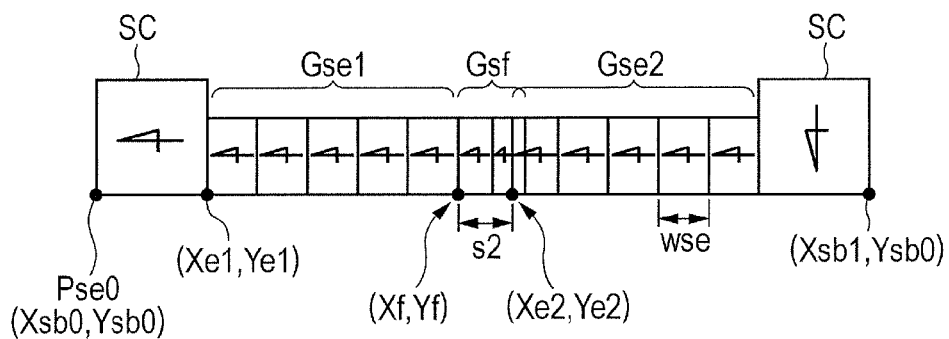 SC
SC
Gse1
Gsf
Gse2
s2
wse
(Xe1,Ye1)
(Xsb1,Ysb0)
Pse0
(Xsb0,Ysb0)
(Xf,Yf)
(Xe2,Ye2)